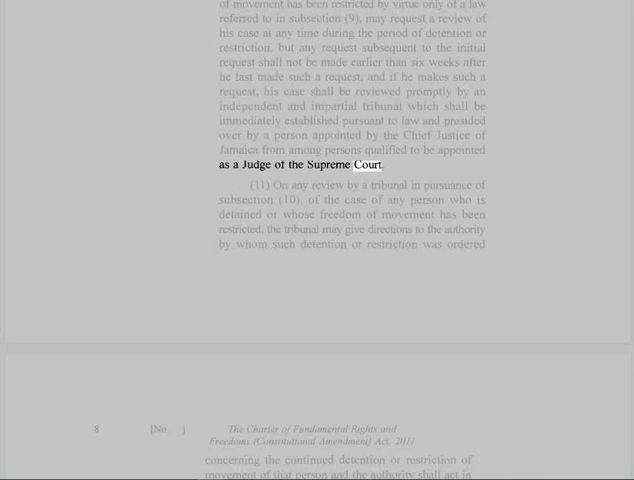 of movement has been restricted by virtue only of a law
referred to in subsection (9), may request a review of
his case at any time during the period of detention or
restriction, but any request subsequent to the initial
request shall not be made earlier than six weeks after
he last made such a request, and if he makes such a
request, his case shall be reviewed promptly by an
independent and impartial tribunal which shall be
immediately established pursuant to law and presided
over by a person appointed by the Chief Justice of
Jamaica from among persons qualified to be appointed
as a Judge of the Supreme Court.
(11) On any review by a tribunal in pursuance of
subsection (10), of the case of any person who is
detained or whose freedom of movement has been
restricted, the tribunal may give directions to the authority
by whom such detention or restriction was ordered
8 [No. ] The Charter of Fundamental Rights and
Freedoms (Constitutional Amendment) Act, 2011
concerning the continued detention or restriction of
movement of that person and the authority shall act in